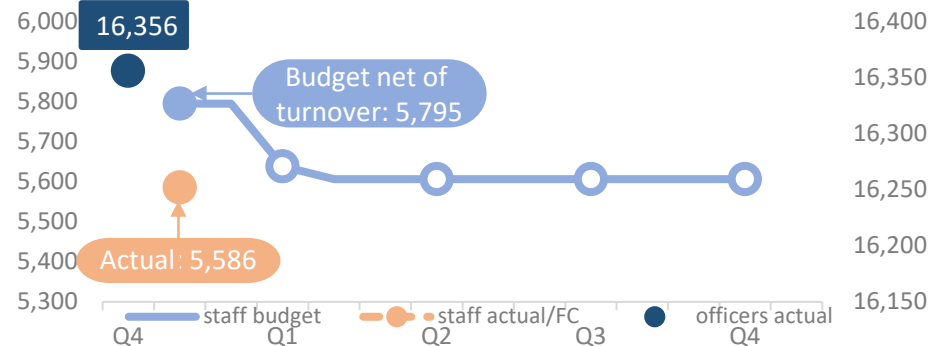 6,000
5,900
5,800
5,700
5,600
5,500
5,400
5,300
16,356
Budget net of
turnover: 5,795
Actual: 5,586
16,400
16,350
16,300
16,250
16,200
16,150
staff budget
staff actual/FC
officers actual
Q4
Q1
Q2
Q3
Q4